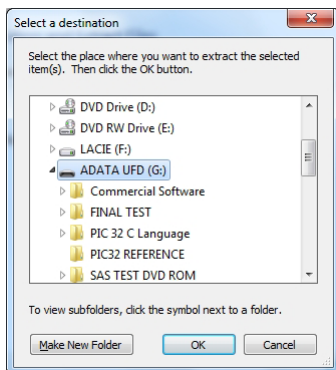 Select a destination
Select the place where you want to extract the selected
item(s). Then click the OK button.
DVD Drive (D:)
DVD RW Drive (E:)
LACIE (F:)
ADATA UFD (G:)
Commercial Software
FINAL TEST
PIC 32 C Language
PIC32 REFERENCE
SAS TEST DVD ROM
To view subfolders, click the symbol next to a folder.
Make New Folder OK Cancel